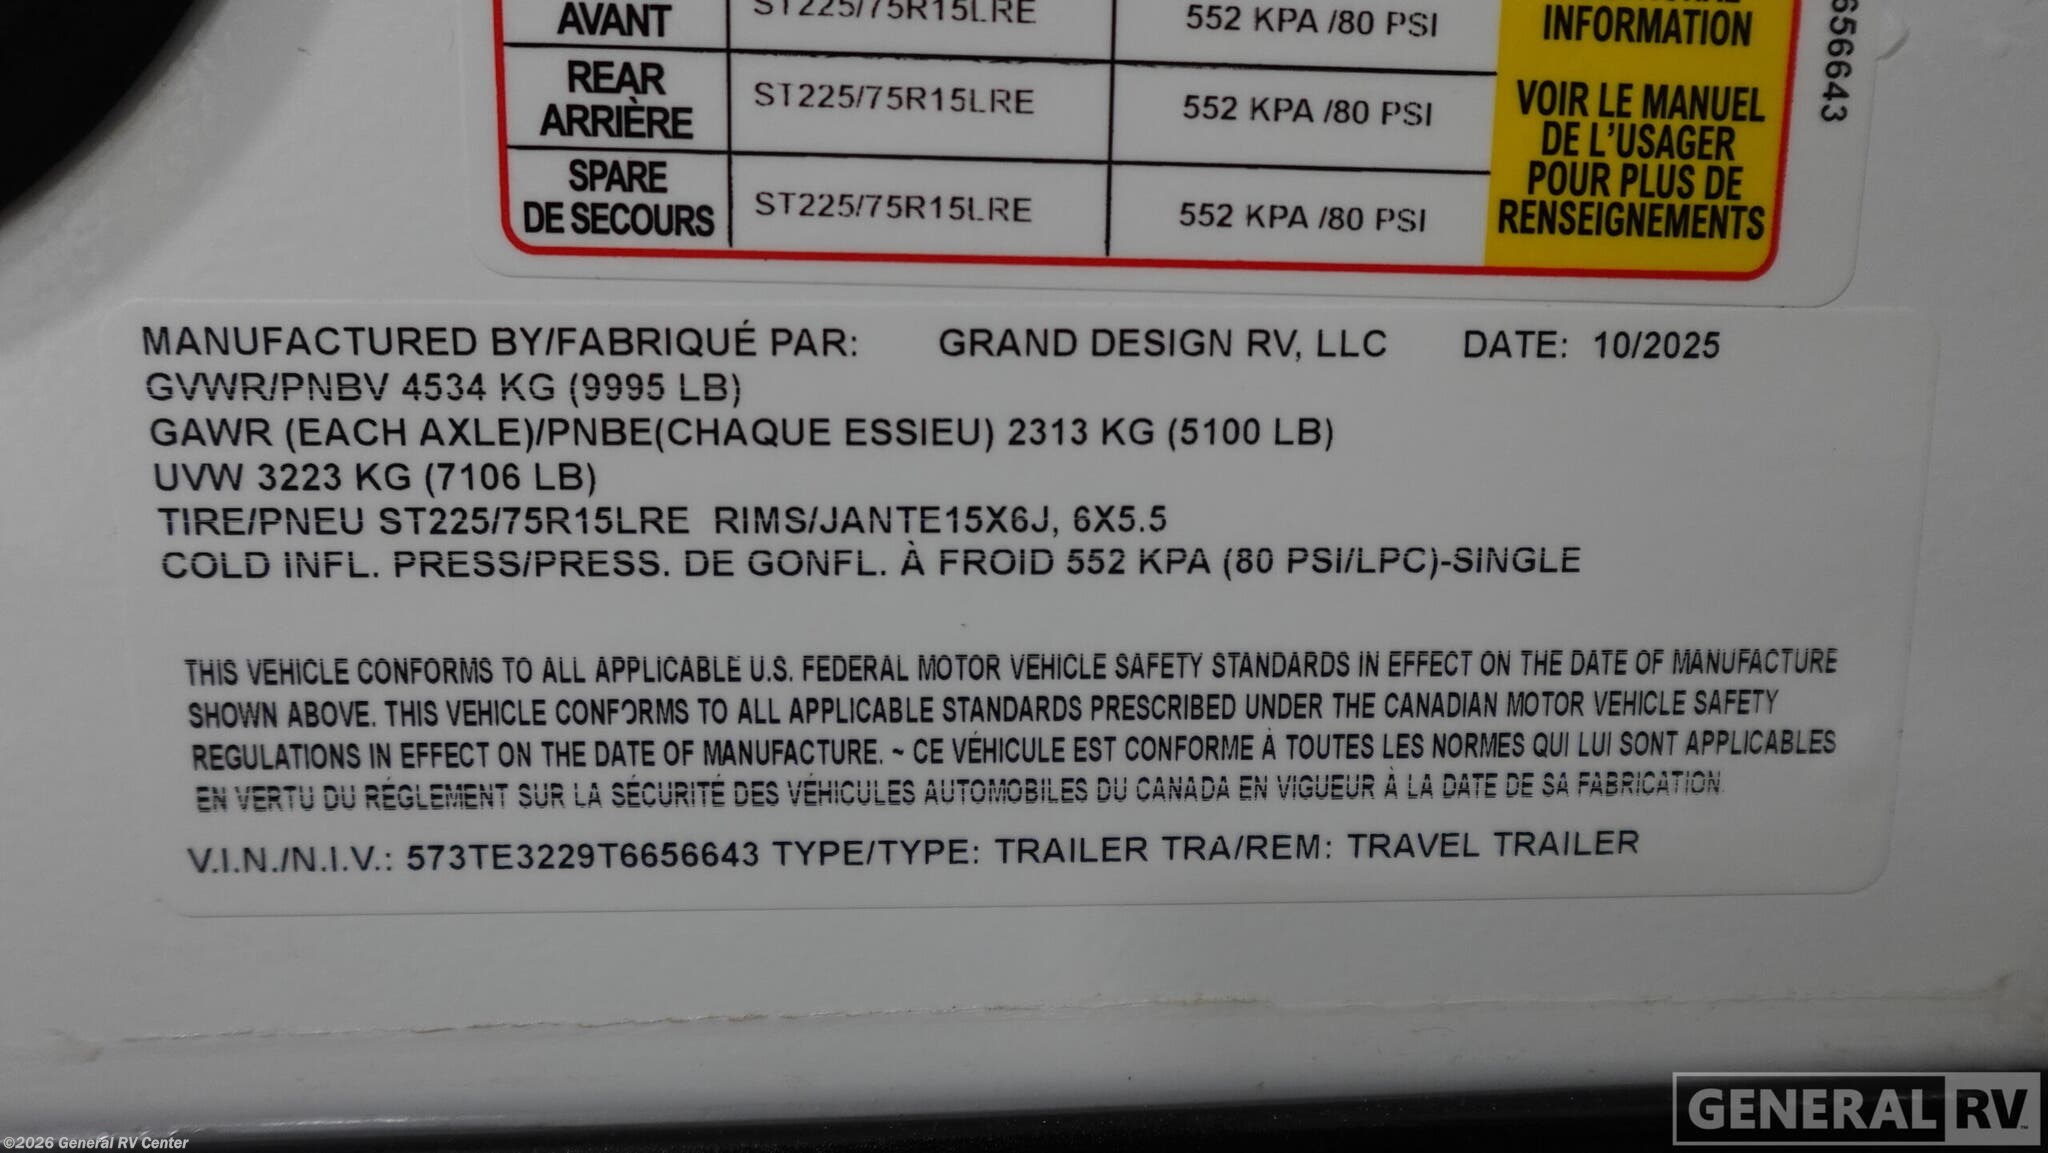 AVANT ST225/75R15LRE 552 KPA /80 PSI
INFORMATION
REAR
ARRIÈRE ST225/75R15LRE 552 KPA /80 PSI
SPARE
DE SECOURS ST225/75R15LRE 552 KPA /80 PSI
VOIR LE MANUEL
DE L'USAGER
POUR PLUS DE
RENSEIGNEMENTS
656643
MANUFACTURED BY/FABRIQUÉ PAR: GRAND DESIGN RV, LLC DATE: 10/2025
GVWR/PNBV 4534 KG (9995 LB)
GAWR (EACH AXLE)/PNBE(CHAQUE ESSIEU) 2313 KG (5100 LB)
UVW 3223 KG (7106 LB)
TIRE/PNEU ST225/75R15LRE RIMS/JANTE15X6J, 6X5.5
COLD INFL. PRESS/PRESS. DE GONFL. À FROID 552 KPA (80 PSI/LPC)-SINGLE
THIS VEHICLE CONFORMS TO ALL APPLICABLE U.S. FEDERAL MOTOR VEHICLE SAFETY STANDARDS IN EFFECT ON THE DATE OF MANUFACTURE
SHOWN ABOVE. THIS VEHICLE CONFORMS TO ALL APPLICABLE STANDARDS PRESCRIBED UNDER THE CANADIAN MOTOR VEHICLE SAFETY
REGULATIONS IN EFFECT ON THE DATE OF MANUFACTURE. ~ CE VÉHICULE EST CONFORME À TOUTES LES NORMES QUI LUI SONT APPLICABLES
EN VERTU DU RÉGLEMENT SUR LA SÉCURITÉ DES VÉHICULES AUTOMOBILES DU CANADA EN VIGUEUR À LA DATE DE SA FABRICATION.
V.I.N./N.I.V.: 573TE3229T6656643 TYPE/TYPE: TRAILER TRA/REM: TRAVEL TRAILER
GENERAL RV™
©2026 General RV Center